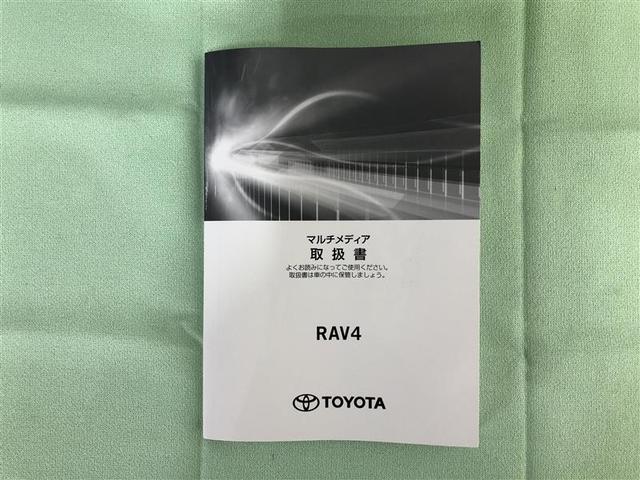 マルチメディア
取扱書
よくお読みになってご使用ください。
取扱書は車の中に保管しましょう。
RAV4
TOYOTA